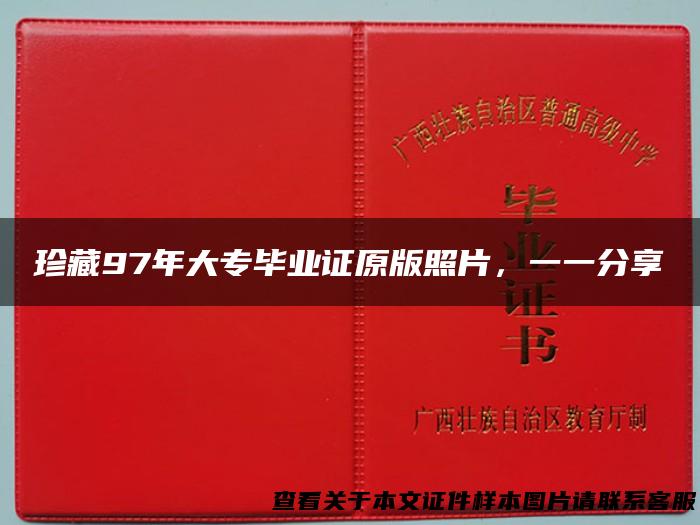 广西壮族自治区普通高级中学
毕业证书
珍藏97年大专毕业证原版照片，一一分享
广西壮族自治区教育厅制
查看关于本文证件样本图片请联系客服